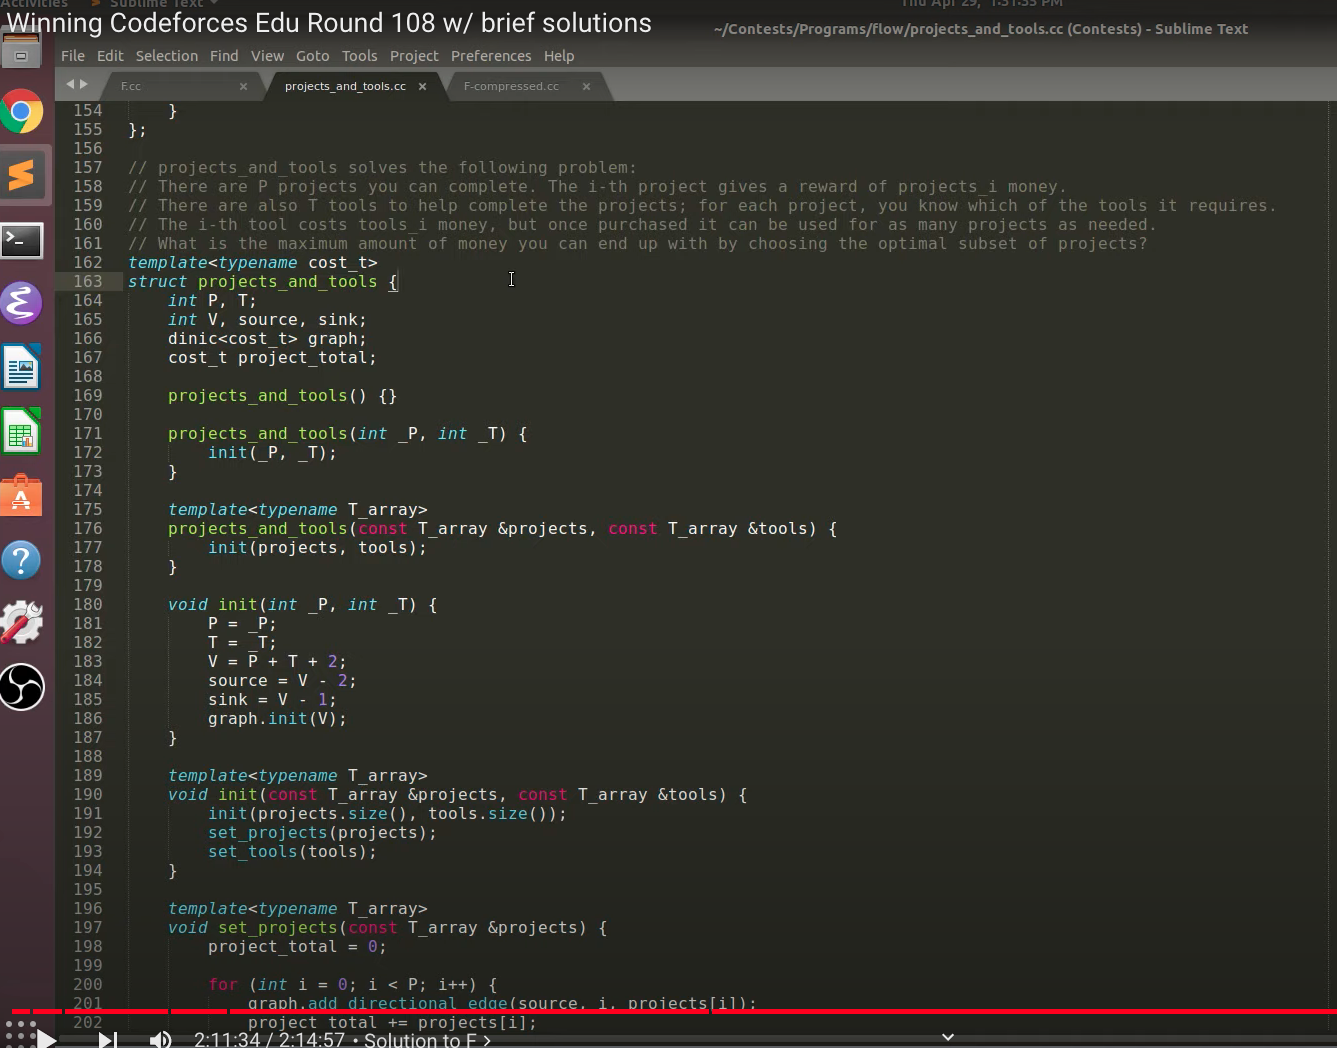 Activities
Sublime Text
Thu Apr 29, 1:31:35 PM
Winning Codeforces Edu Round 108 w/ brief solutions
~/Contests/Programs/flow/projects_and_tools.cc (Contests) - Sublime Text
File Edit Selection Find View Goto Tools Project Preferences Help
F.cc × projects_and_tools.cc × F-compressed.cc ×
154     }
155 };
156
157 // projects_and_tools solves the following problem:
158 // There are P projects you can complete. The i-th project gives a reward of projects_i money.
159 // There are also T tools to help complete the projects; for each project, you know which of the tools it requires.
160 // The i-th tool costs tools_i money, but once purchased it can be used for as many projects as needed.
161 // What is the maximum amount of money you can end up with by choosing the optimal subset of projects?
162 template<typename cost_t>
163 struct projects_and_tools {
164     int P, T;
165     int V, source, sink;
166     dinic<cost_t> graph;
167     cost_t project_total;
168
169     projects_and_tools() {}
170
171     projects_and_tools(int _P, int _T) {
172         init(_P, _T);
173     }
174
175     template<typename T_array>
176     projects_and_tools(const T_array &projects, const T_array &tools) {
177         init(projects, tools);
178     }
179
180     void init(int _P, int _T) {
181         P = _P;
182         T = _T;
183         V = P + T + 2;
184         source = V - 2;
185         sink = V - 1;
186         graph.init(V);
187     }
188
189     template<typename T_array>
190     void init(const T_array &projects, const T_array &tools) {
191         init(projects.size(), tools.size());
192         set_projects(projects);
193         set_tools(tools);
194     }
195
196     template<typename T_array>
197     void set_projects(const T_array &projects) {
198         project_total = 0;
199
200         for (int i = 0; i < P; i++) {
201             graph.add_directional_edge(source, i, projects[i]);
202             project_total += projects[i];
2:11:34 / 2:14:57 • Solution to F >